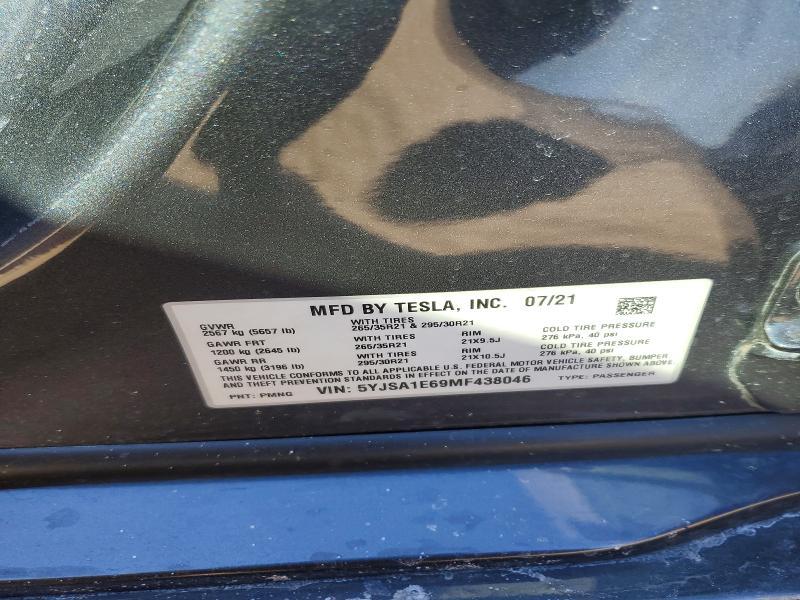 MFD BY TESLA, INC. 07/21
GVWR
2567 kg (5657 lb)
WITH TIRES
265/35R21 & 295/30R21
GAWR FRT
1200 kg (2645 lb)
WITH TIRES
265/35R21
RIM
21X9.5J
COLD TIRE PRESSURE
276 kPa, 40 psi
GAWR RR
1450 kg (3196 lb)
WITH TIRES
295/30R21
RIM
21X10.5J
COLD TIRE PRESSURE
276 kPa, 40 psi
THIS VEHICLE CONFORMS TO ALL APPLICABLE U.S. FEDERAL MOTOR VEHICLE SAFETY, BUMPER
AND THEFT PREVENTION STANDARDS IN EFFECT ON THE DATE OF MANUFACTURE SHOWN ABOVE
PNT: PMNG VIN: 5YJSA1E69MF438046 TYPE: PASSENGER